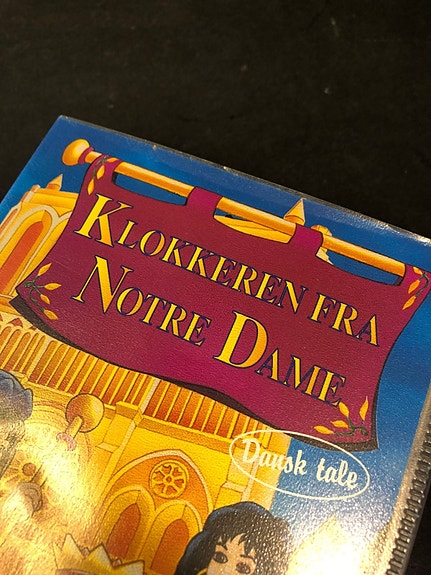 KLOKKEREN FRA
NOTRE DAME
Dansk tale